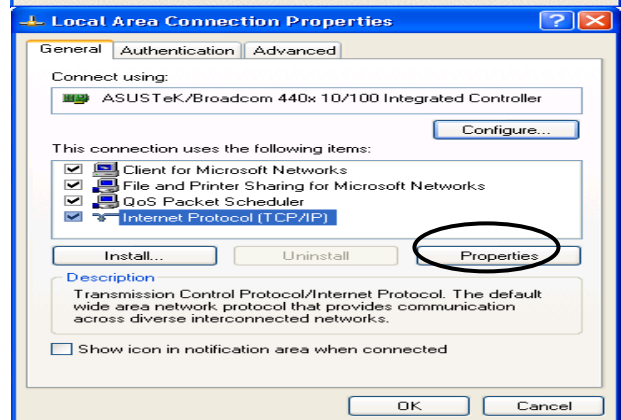 Local Area Connection Properties
General Authentication Advanced
Connect using:
ASUSTeK/Broadcom 440x 10/100 Integrated Controller
Configure...
This connection uses the following items:
Client for Microsoft Networks
File and Printer Sharing for Microsoft Networks
QoS Packet Scheduler
Internet Protocol (TCP/IP)
Install... Uninstall Properties
Description
Transmission Control Protocol/Internet Protocol. The default
wide area network protocol that provides communication
across diverse interconnected networks.
Show icon in notification area when connected
OK Cancel